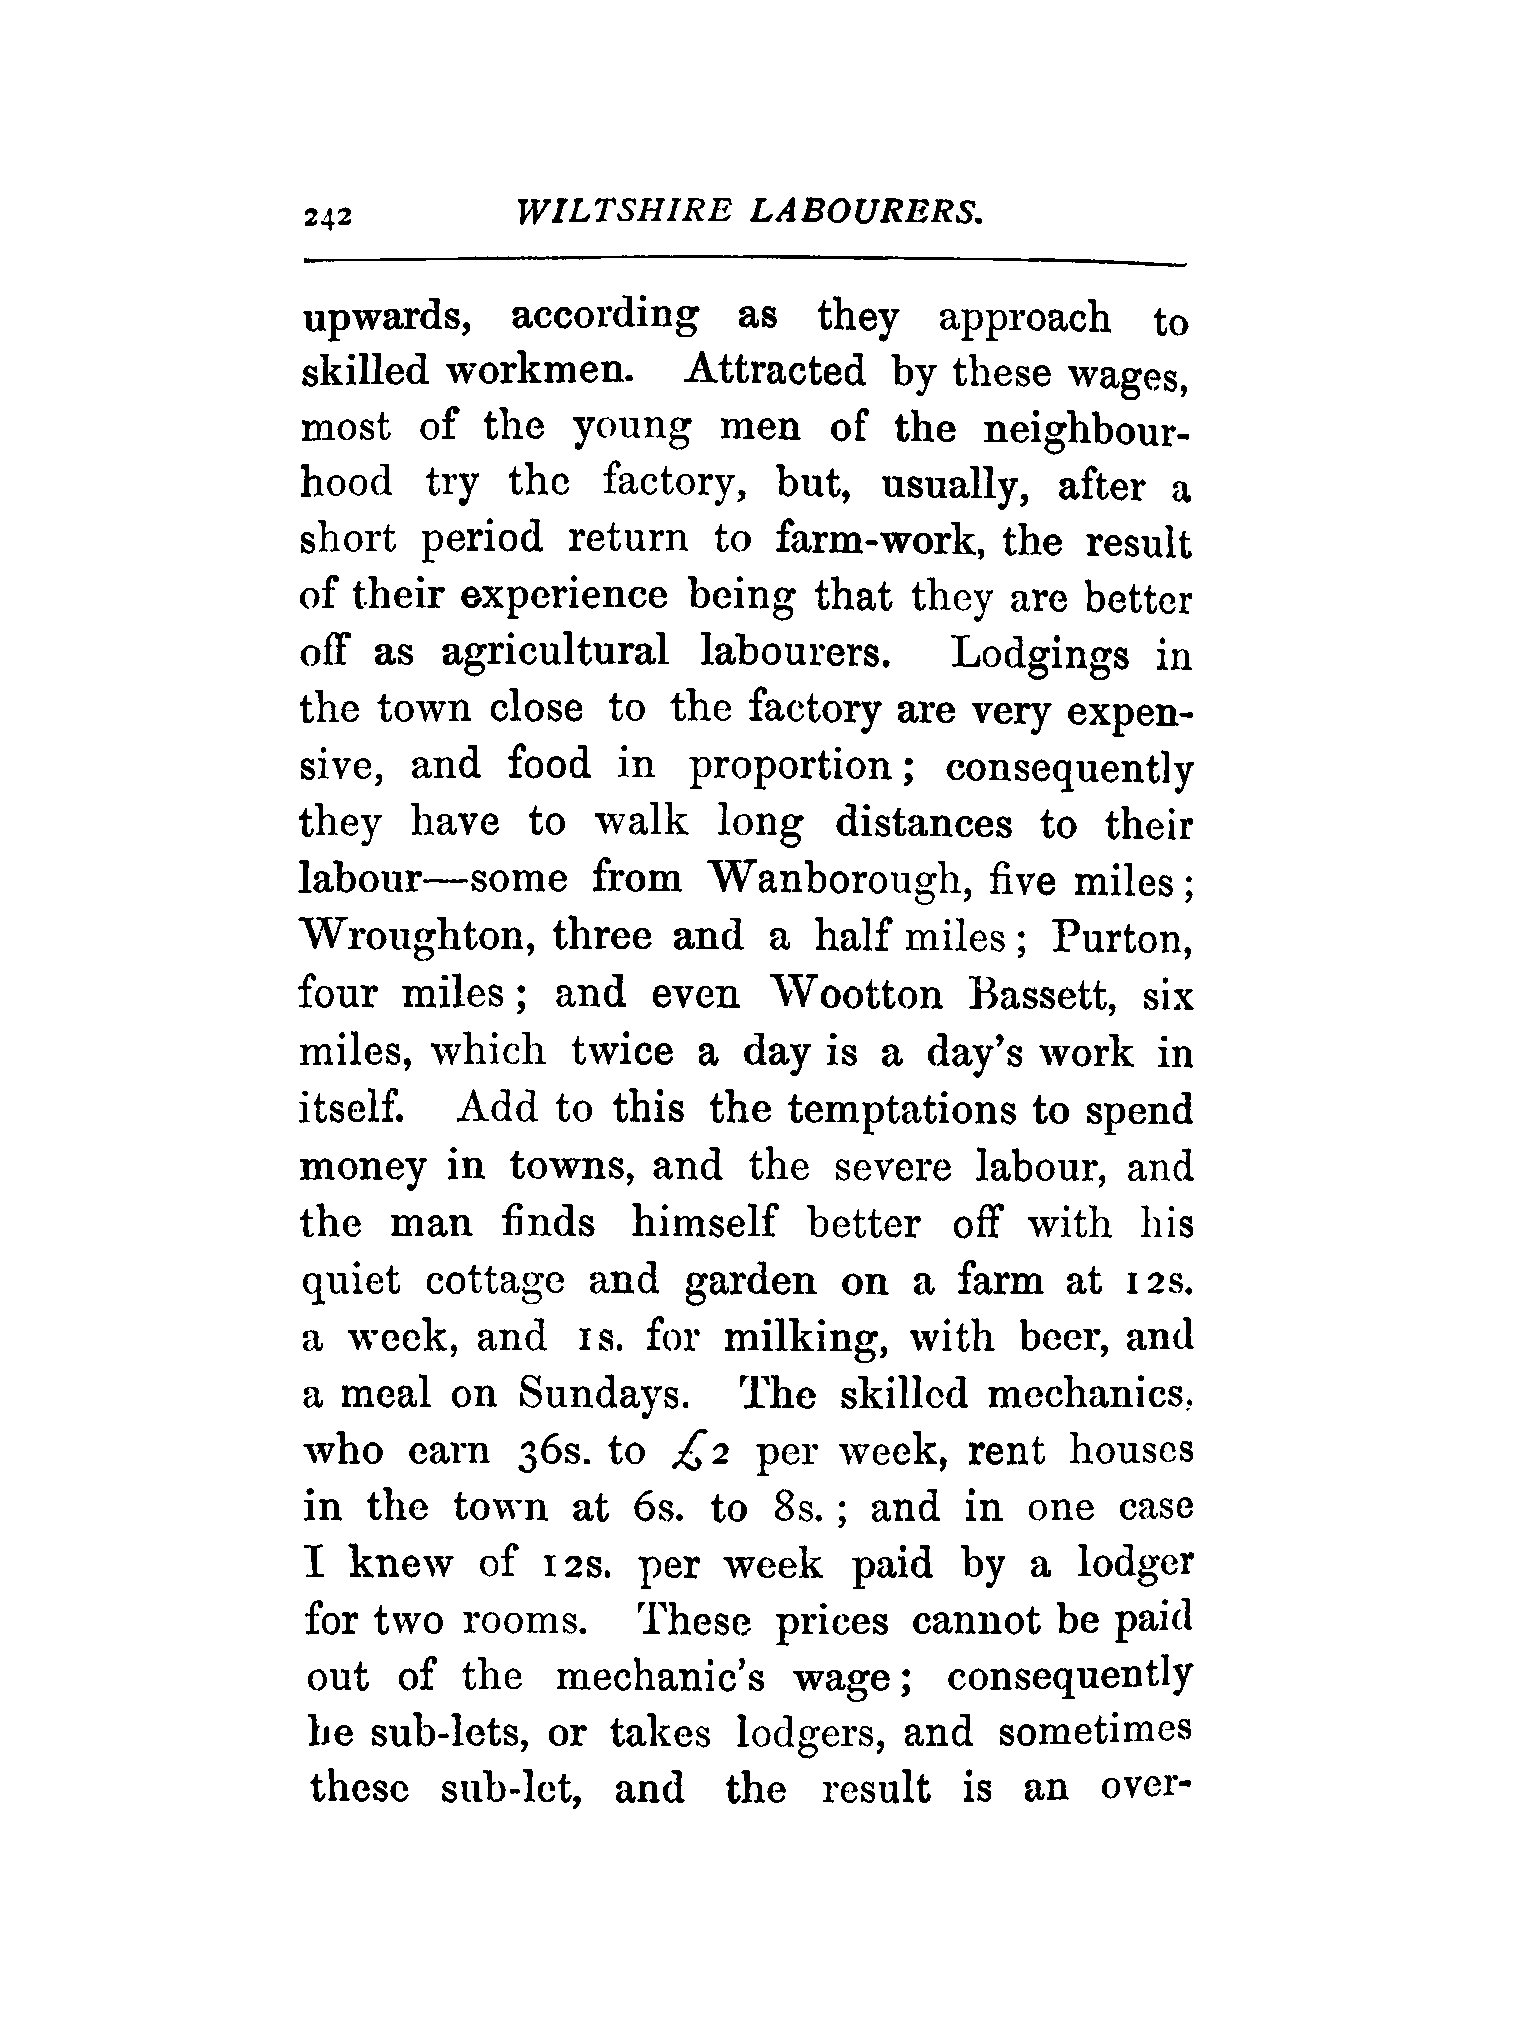 242 WILTSHIRE LABOURERS.
upwards, according as they approach to
skilled workmen. Attracted by these wages,
most of the young men of the neighbour-
hood try the factory, but, usually, after a
short period return to farm-work, the result
of their experience being that they are better
off as agricultural labourers. Lodgings in
the town close to the factory are very expen-
sive, and food in proportion; consequently
they have to walk long distances to their
labour—some from Wanborough, five miles;
Wroughton, three and a half miles; Purton,
four miles; and even Wootton Bassett, six
miles, which twice a day is a day's work in
itself. Add to this the temptations to spend
money in towns, and the severe labour, and
the man finds himself better off with his
quiet cottage and garden on a farm at 12s.
a week, and 1s. for milking, with beer, and
a meal on Sundays. The skilled mechanics,
who earn 36s. to £2 per week, rent houses
in the town at 6s. to 8s.; and in one case
I knew of 12s. per week paid by a lodger
for two rooms. These prices cannot be paid
out of the mechanic's wage; consequently
he sub-lets, or takes lodgers, and sometimes
these sub-let, and the result is an over-